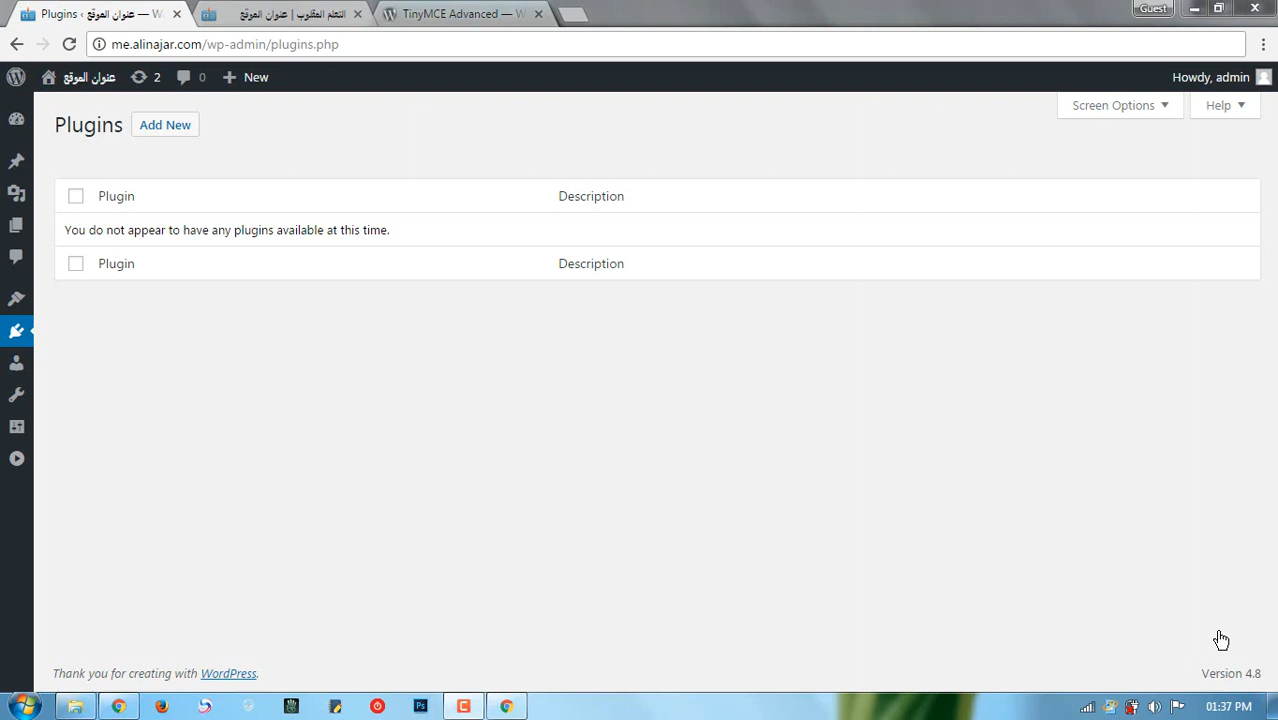 Plugins ‹ عنوان الموقع — W
التعلم المقلوب | عنوان الموقع
TinyMCE Advanced — W
Guest
me.alinajar.com/wp-admin/plugins.php
عنوان الموقع
2
0
New
Howdy, admin
Screen Options
Help
Plugins
Add New
Plugin
Description
You do not appear to have any plugins available at this time.
Plugin
Description
Thank you for creating with WordPress.
Version 4.8
Ps
01:37 PM